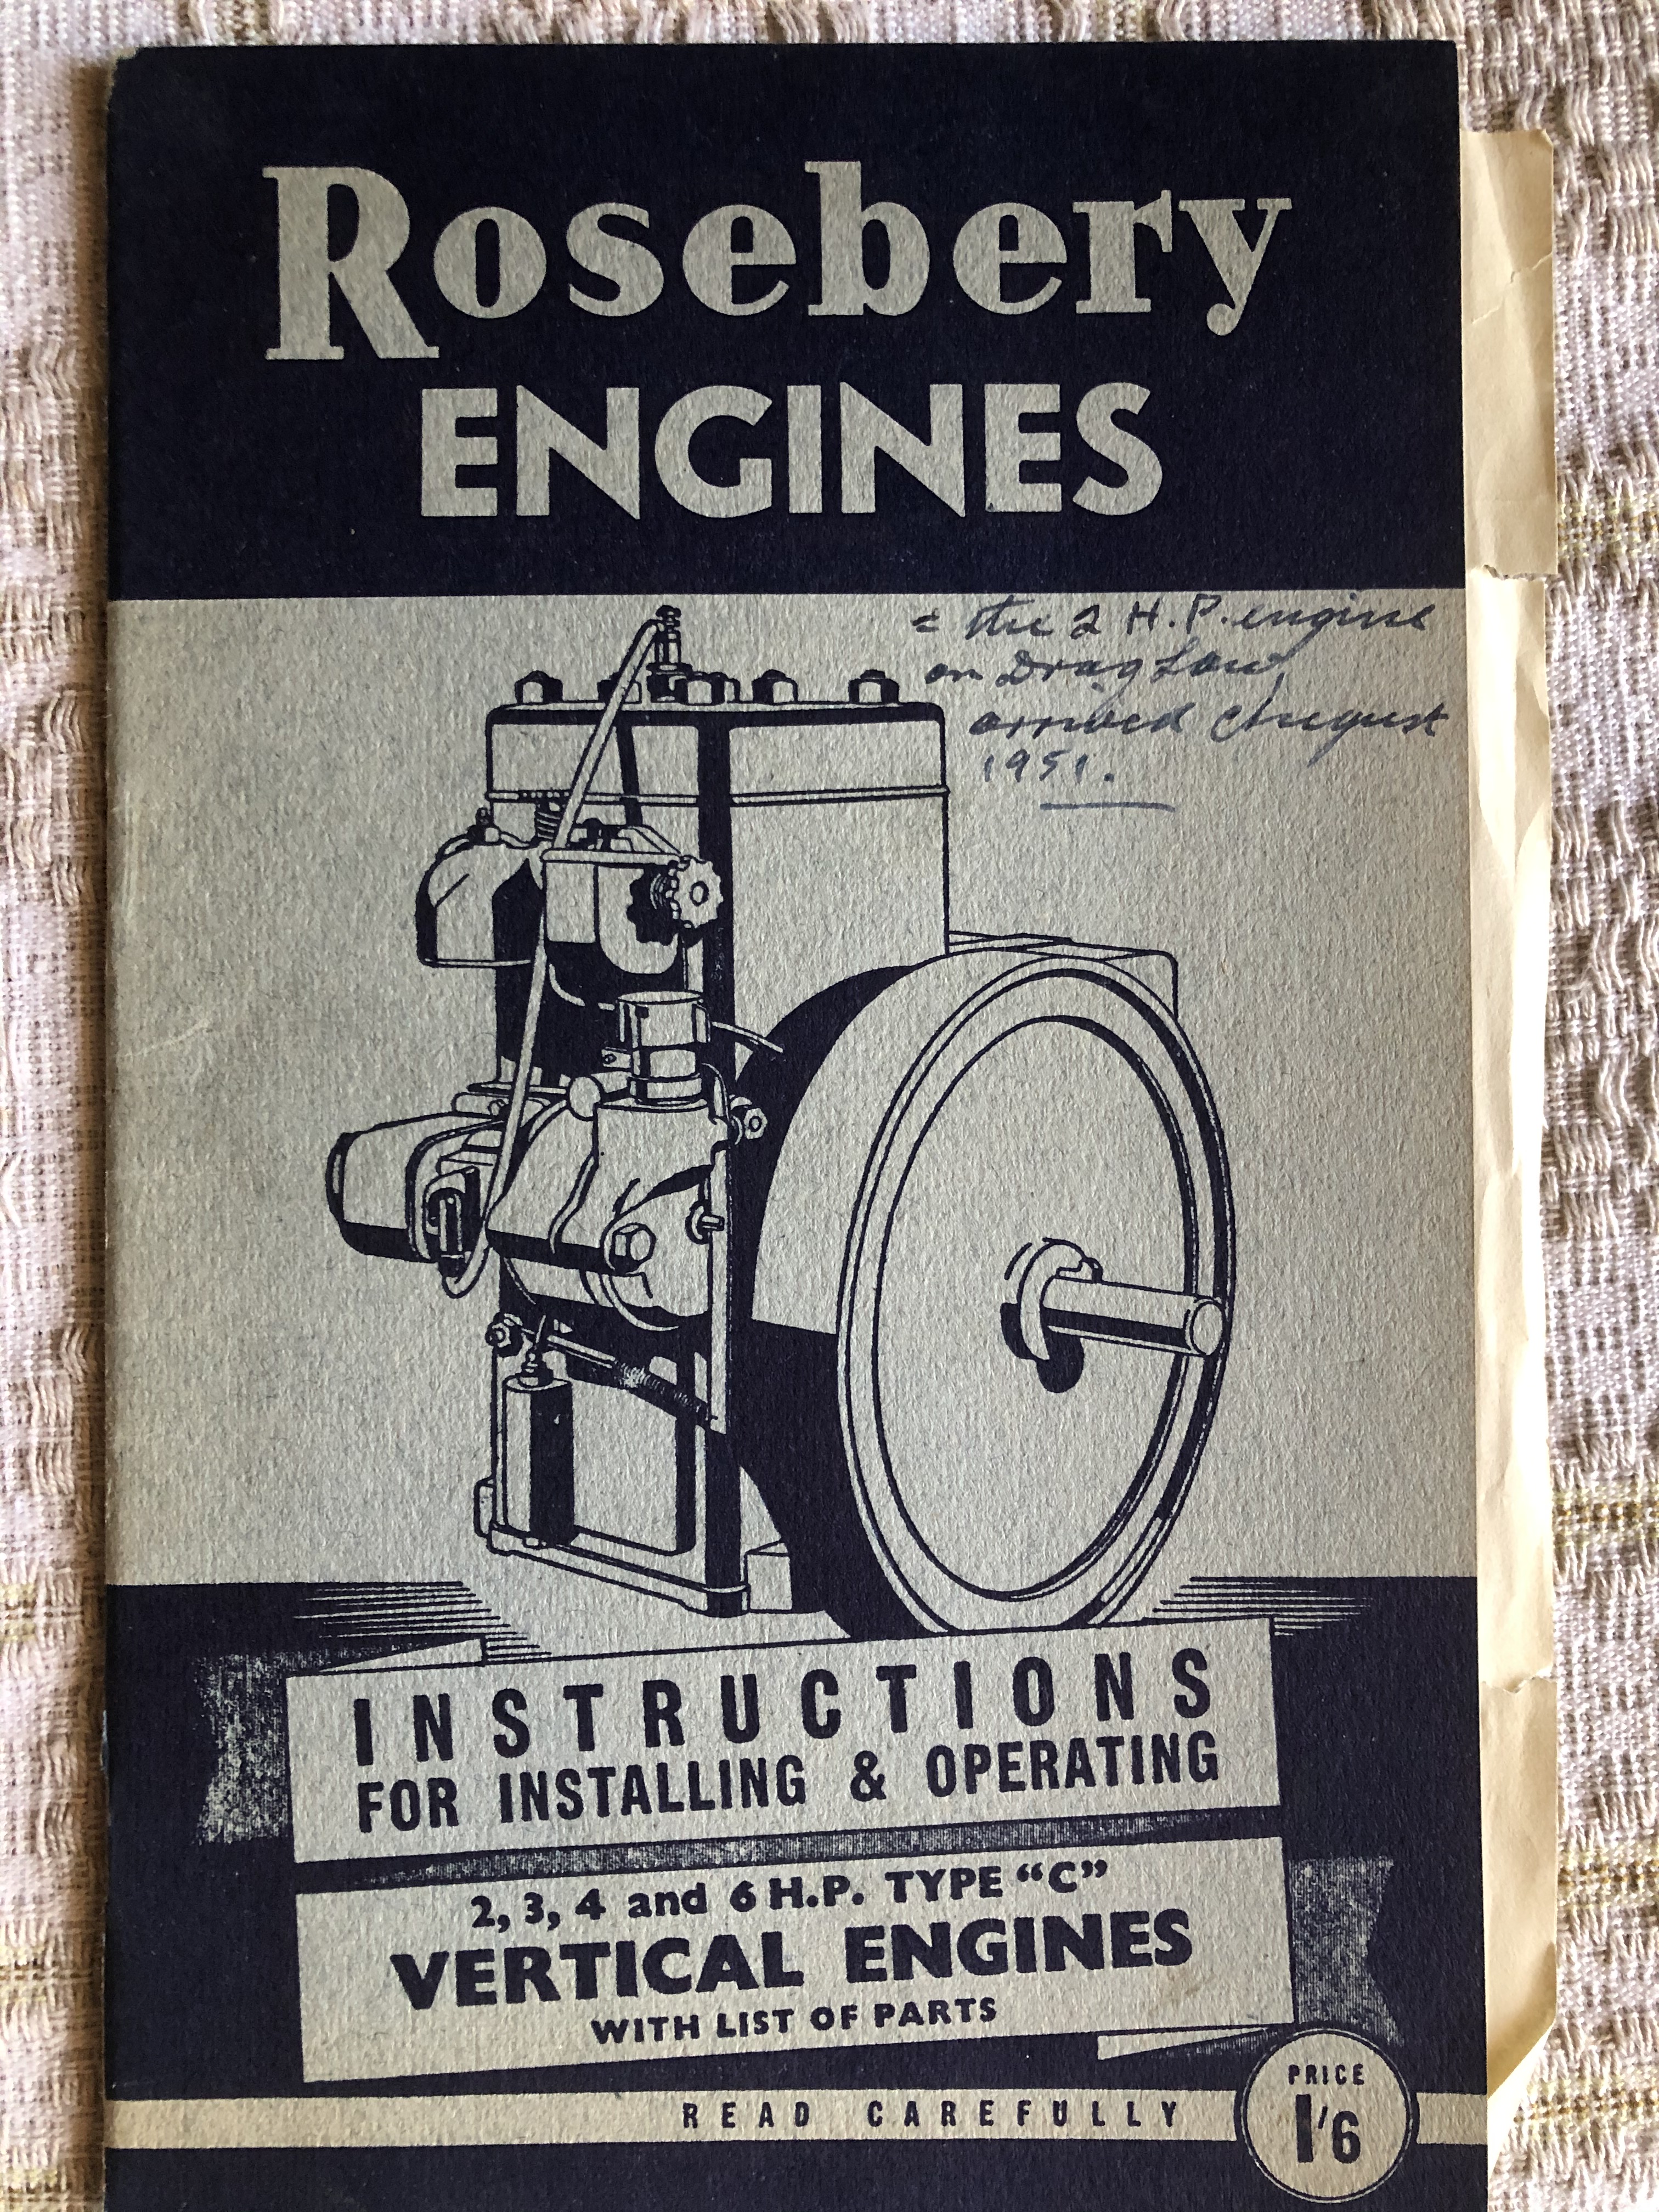 Rosebery
ENGINES
= the 2 H.P. engine
on Drag Saw,
arrived August
1951.
INSTRUCTIONS
FOR INSTALLING & OPERATING
2, 3, 4 and 6 H.P. TYPE “C”
VERTICAL ENGINES
WITH LIST OF PARTS
READ CAREFULLY
PRICE
1/6